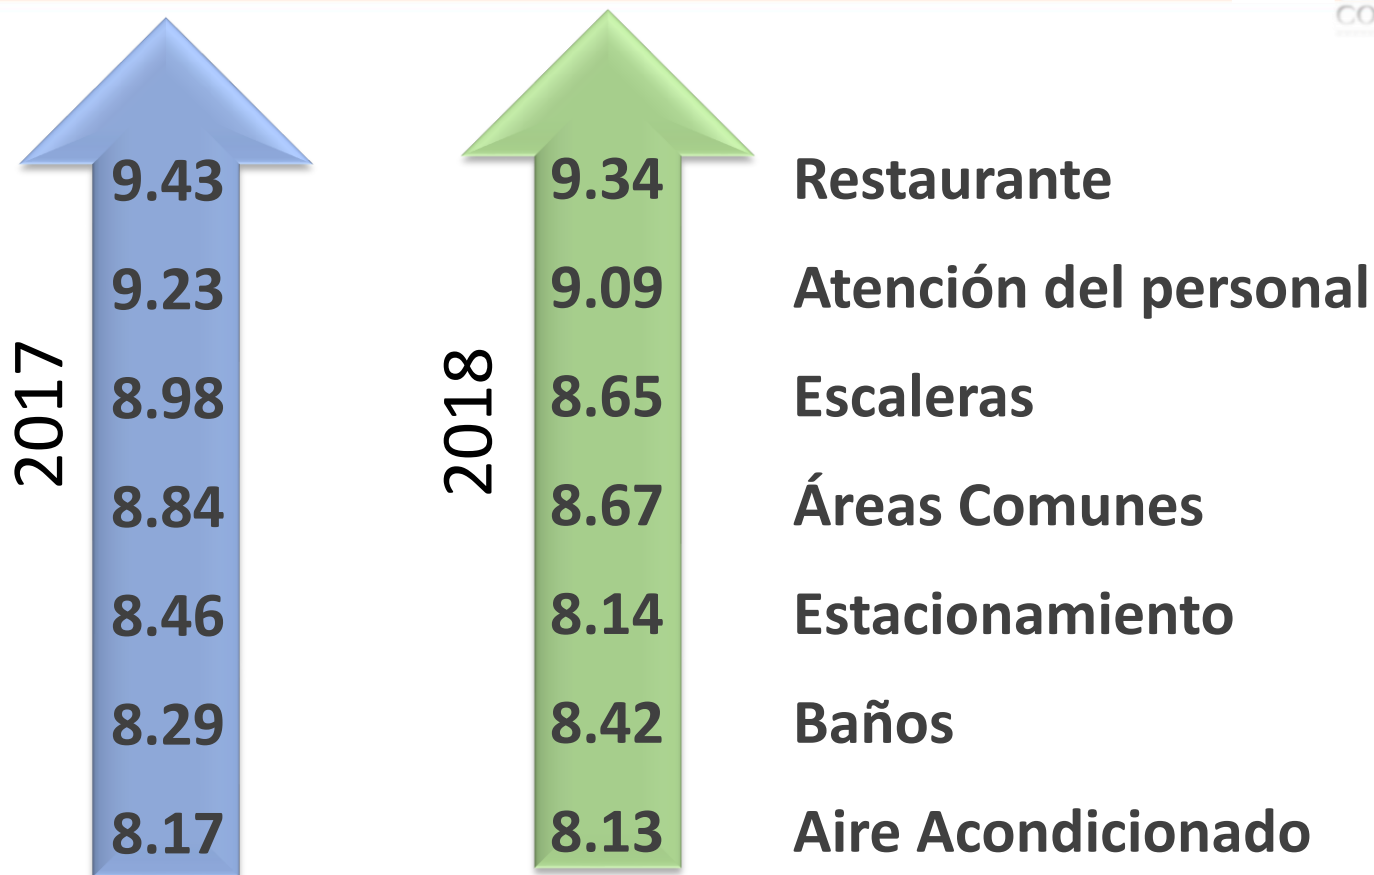 CO
9.43 9.34 Restaurante
9.23 9.09 Atención del personal
2017 8.98 2018 8.65 Escaleras
8.84 8.67 Áreas Comunes
8.46 8.14 Estacionamiento
8.29 8.42 Baños
8.17 8.13 Aire Acondicionado